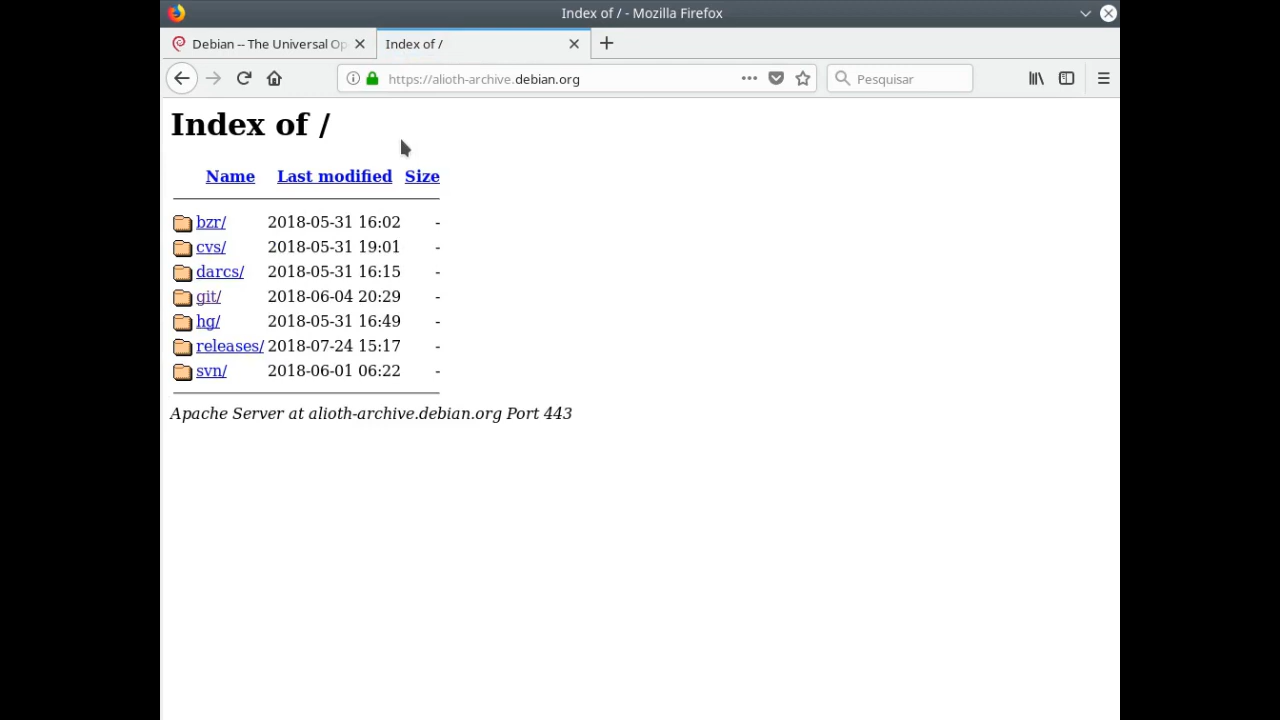 Index of / - Mozilla Firefox
Debian -- The Universal Op
Index of /
https://alioth-archive.debian.org
Pesquisar
Index of /
Name Last modified Size
bzr/ 2018-05-31 16:02 -
cvs/ 2018-05-31 19:01 -
darcs/ 2018-05-31 16:15 -
git/ 2018-06-04 20:29 -
hg/ 2018-05-31 16:49 -
releases/ 2018-07-24 15:17 -
svn/ 2018-06-01 06:22 -
Apache Server at alioth-archive.debian.org Port 443